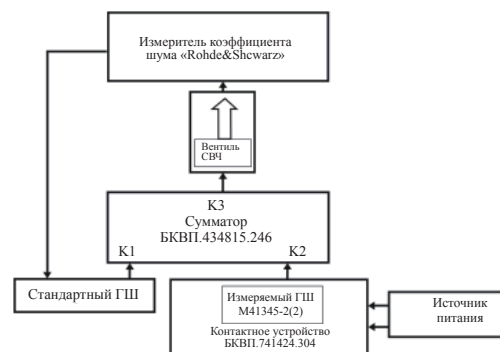 Измеритель коэффициента
шума «Rohde&Shcwarz»
Вентиль
СВЧ
К3
Сумматор
БКВП.434815.246
К1
К2
Стандартный ГШ
Измеряемый ГШ
М41345-2(2)
Контактное устройство
БКВП.741424.304
Источник
питания